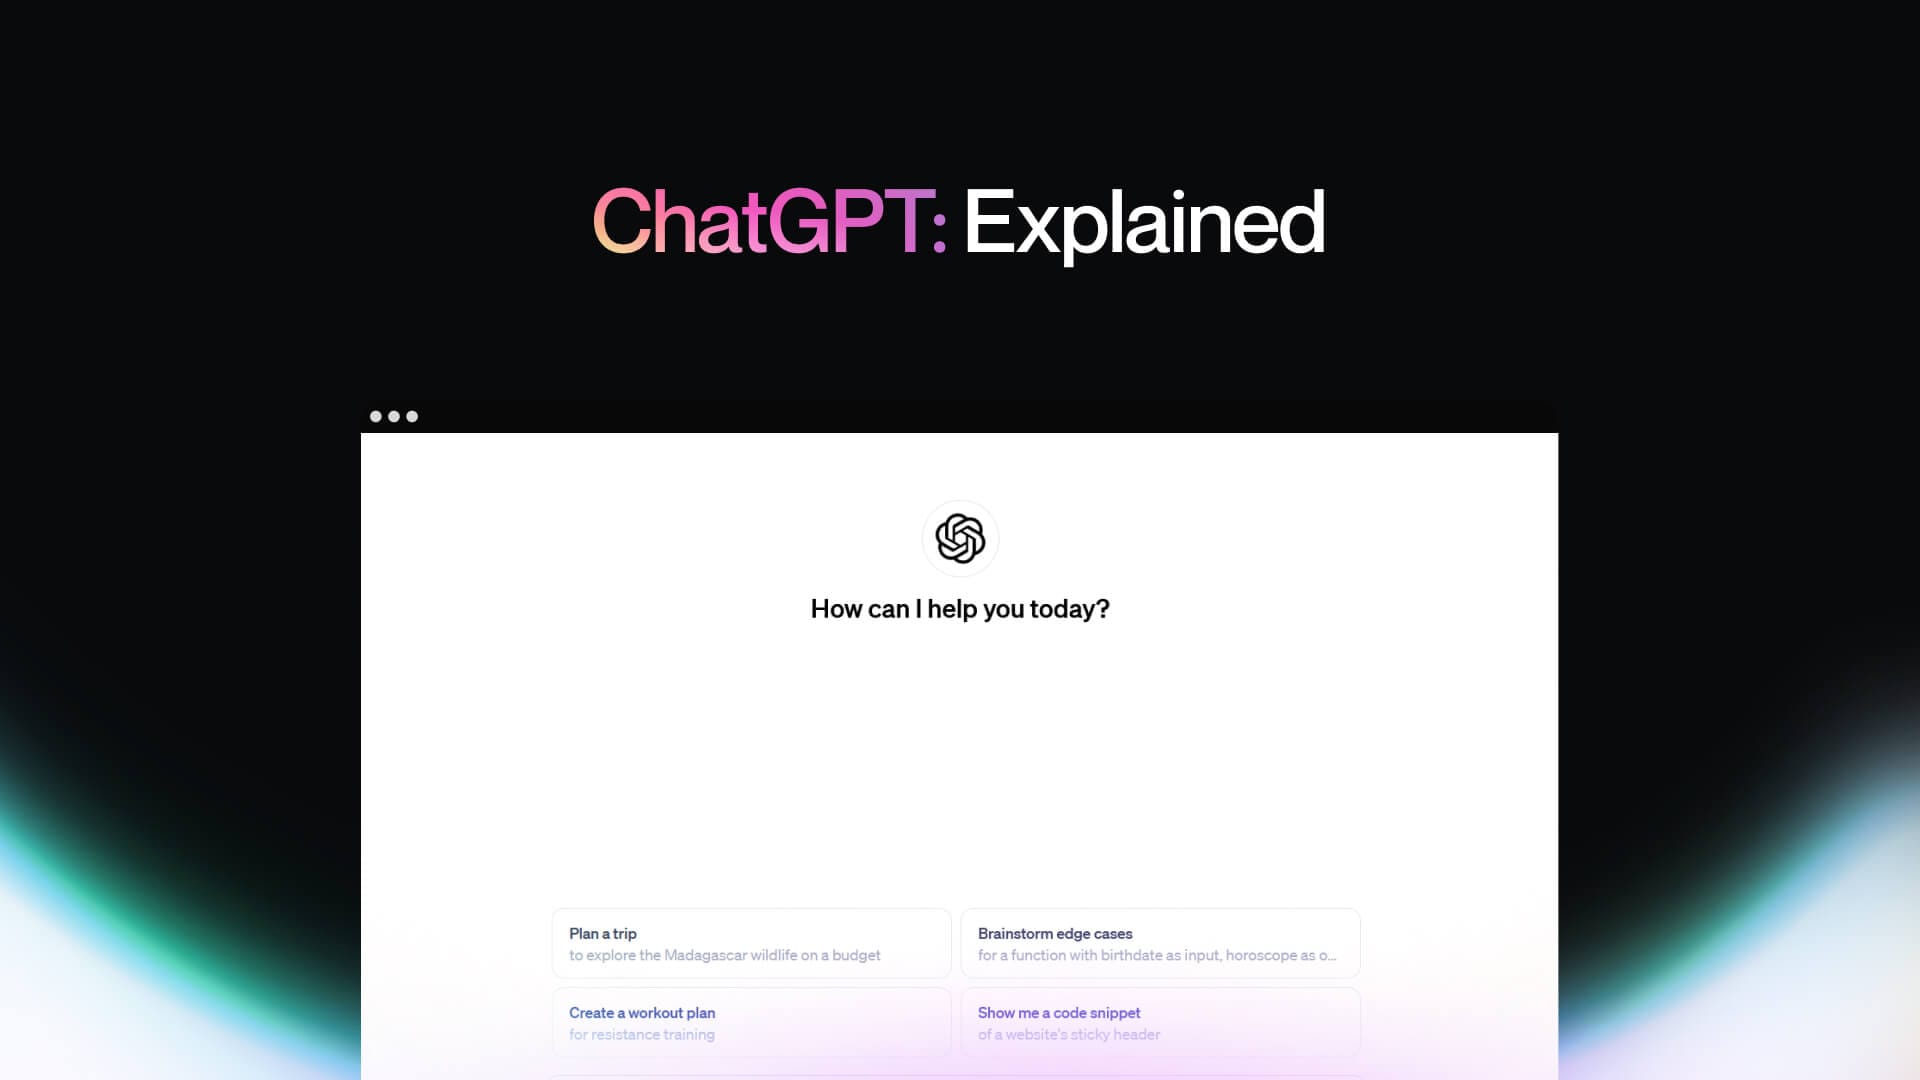 ChatGPT: Explained
How can I help you today?
Plan a trip
to explore the Madagascar wildlife on a budget
Brainstorm edge cases
for a function with birthdate as input, horoscope as o...
Create a workout plan
for resistance training
Show me a code snippet
of a website's sticky header